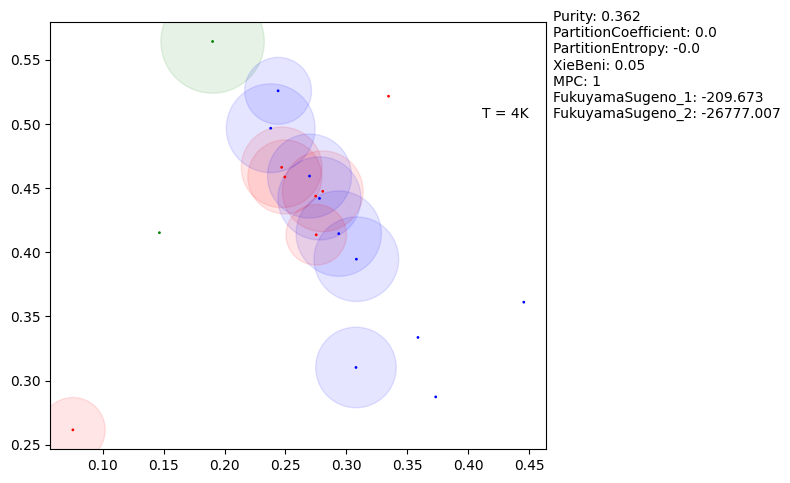 Purity: 0.362
PartitionCoefficient: 0.0
PartitionEntropy: -0.0
XieBeni: 0.05
MPC: 1
FukuyamaSugeno_1: -209.673
FukuyamaSugeno_2: -26777.007
T = 4K
0.55
0.50
0.45
0.40
0.35
0.30
0.25
0.10 0.15 0.20 0.25 0.30 0.35 0.40 0.45